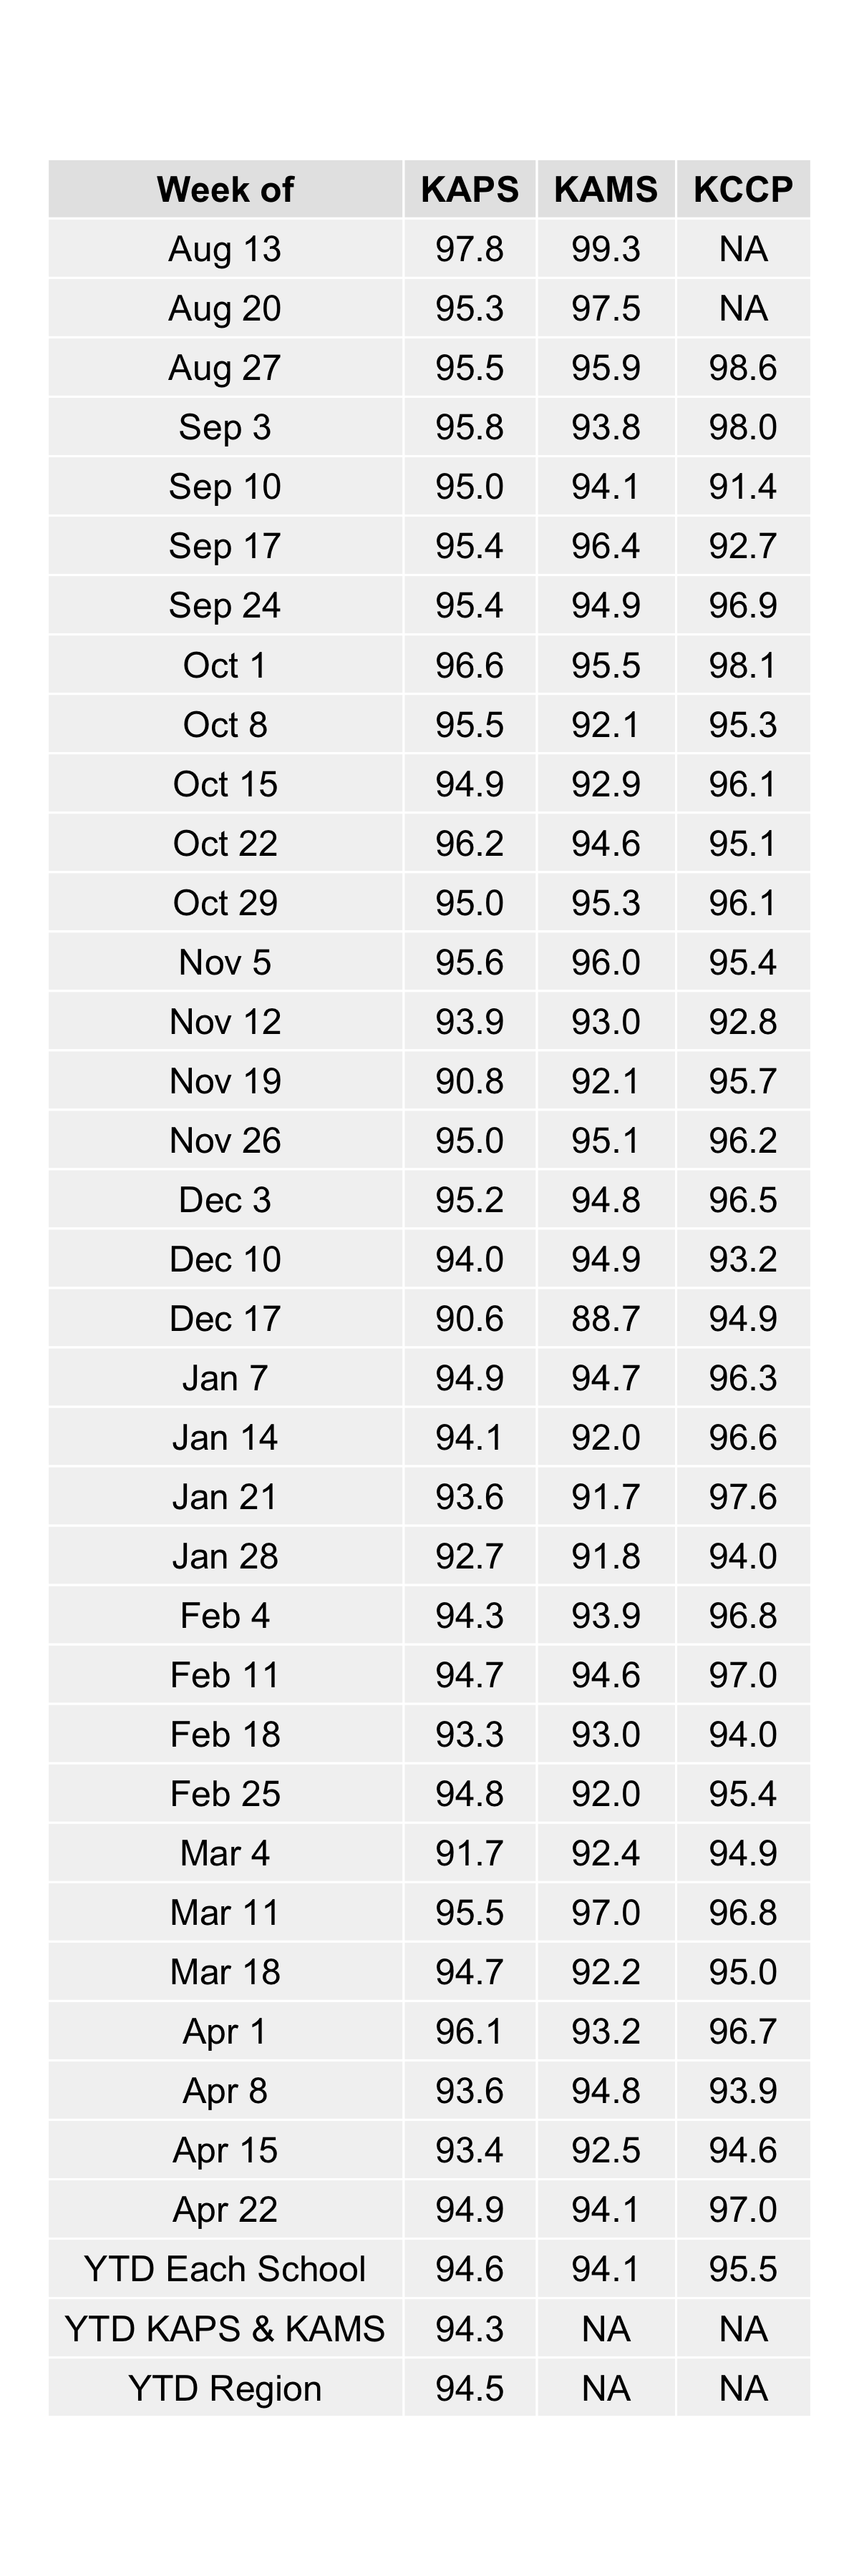 Week of KAPS KAMS KCCP
Aug 13 97.8 99.3 NA
Aug 20 95.3 97.5 NA
Aug 27 95.5 95.9 98.6
Sep 3 95.8 93.8 98.0
Sep 10 95.0 94.1 91.4
Sep 17 95.4 96.4 92.7
Sep 24 95.4 94.9 96.9
Oct 1 96.6 95.5 98.1
Oct 8 95.5 92.1 95.3
Oct 15 94.9 92.9 96.1
Oct 22 96.2 94.6 95.1
Oct 29 95.0 95.3 96.1
Nov 5 95.6 96.0 95.4
Nov 12 93.9 93.0 92.8
Nov 19 90.8 92.1 95.7
Nov 26 95.0 95.1 96.2
Dec 3 95.2 94.8 96.5
Dec 10 94.0 94.9 93.2
Dec 17 90.6 88.7 94.9
Jan 7 94.9 94.7 96.3
Jan 14 94.1 92.0 96.6
Jan 21 93.6 91.7 97.6
Jan 28 92.7 91.8 94.0
Feb 4 94.3 93.9 96.8
Feb 11 94.7 94.6 97.0
Feb 18 93.3 93.0 94.0
Feb 25 94.8 92.0 95.4
Mar 4 91.7 92.4 94.9
Mar 11 95.5 97.0 96.8
Mar 18 94.7 92.2 95.0
Apr 1 96.1 93.2 96.7
Apr 8 93.6 94.8 93.9
Apr 15 93.4 92.5 94.6
Apr 22 94.9 94.1 97.0
YTD Each School 94.6 94.1 95.5
YTD KAPS & KAMS 94.3 NA NA
YTD Region 94.5 NA NA